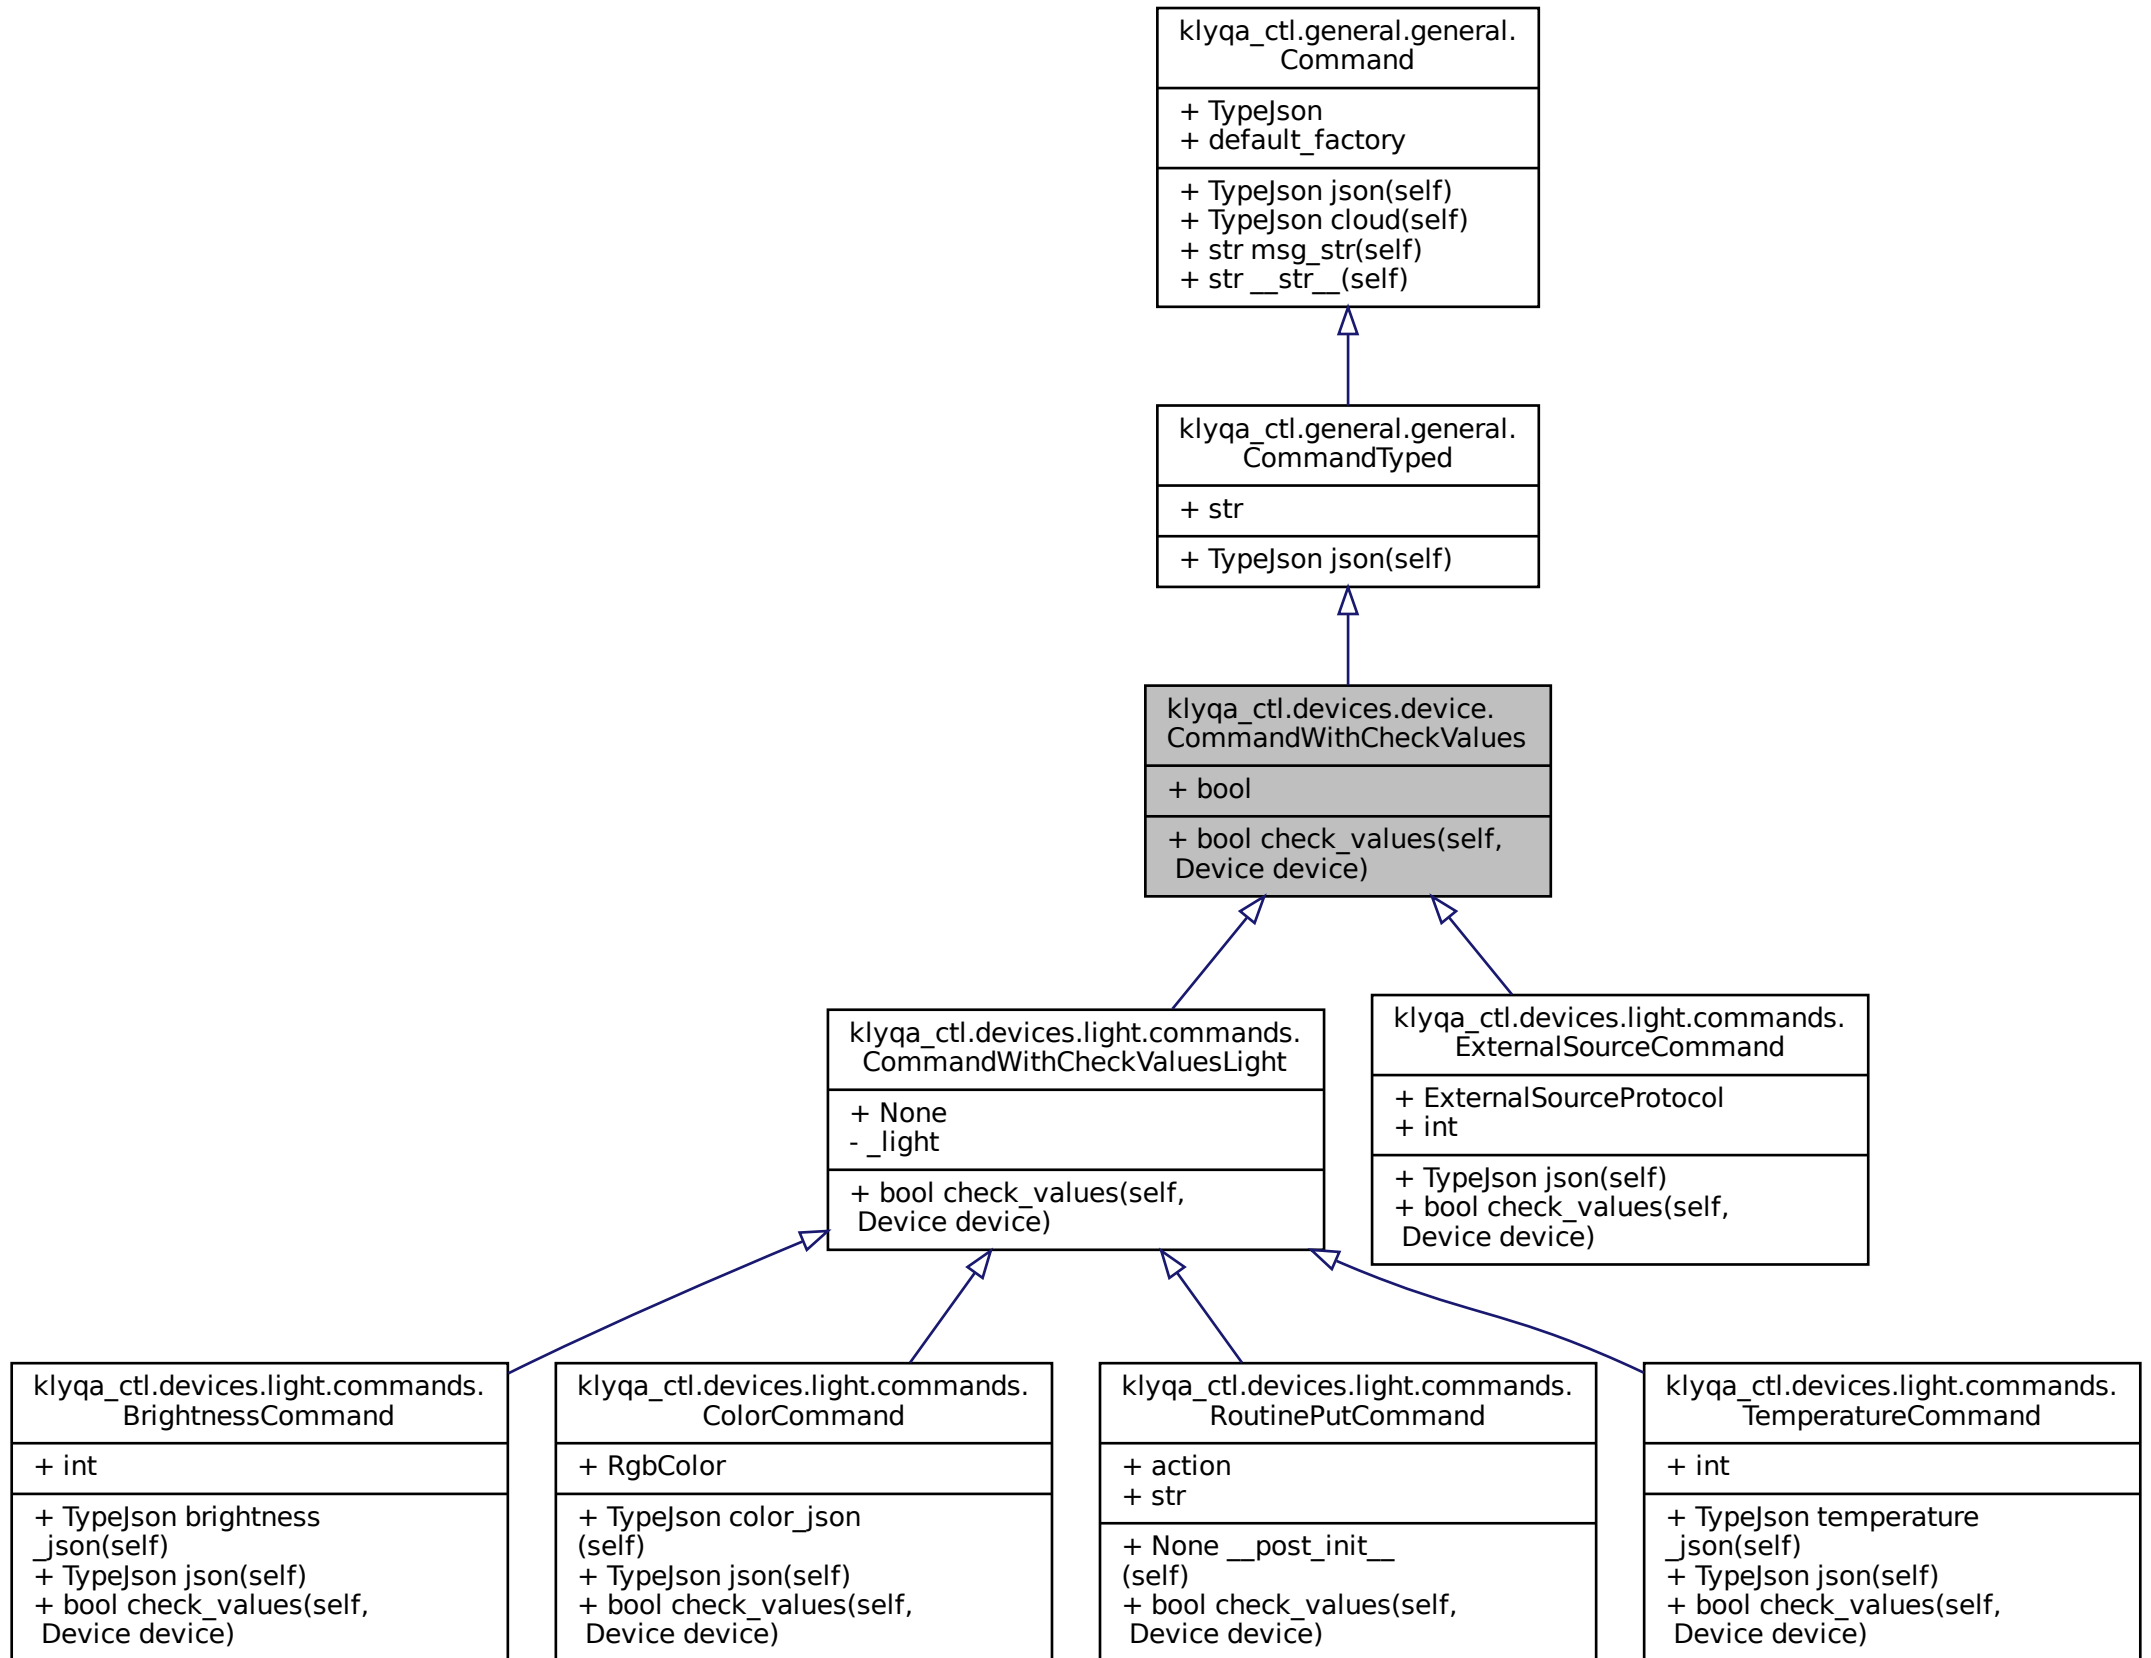 klyqa_ctl.general.general.
Command
+ TypeJson
+ default_factory
+ TypeJson json(self)
+ TypeJson cloud(self)
+ str msg_str(self)
+ str __str__(self)
klyqa_ctl.general.general.
CommandTyped
+ str
+ TypeJson json(self)
klyqa_ctl.devices.device.
CommandWithCheckValues
+ bool
+ bool check_values(self,
Device device)
klyqa_ctl.devices.light.commands.
CommandWithCheckValuesLight
+ None
- _light
+ bool check_values(self,
Device device)
klyqa_ctl.devices.light.commands.
ExternalSourceCommand
+ ExternalSourceProtocol
+ int
+ TypeJson json(self)
+ bool check_values(self,
Device device)
klyqa_ctl.devices.light.commands.
BrightnessCommand
+ int
+ TypeJson brightness
_json(self)
+ TypeJson json(self)
+ bool check_values(self,
Device device)
klyqa_ctl.devices.light.commands.
ColorCommand
+ RgbColor
+ TypeJson color_json
(self)
+ TypeJson json(self)
+ bool check_values(self,
Device device)
klyqa_ctl.devices.light.commands.
RoutinePutCommand
+ action
+ str
+ None __post_init__
(self)
+ bool check_values(self,
Device device)
klyqa_ctl.devices.light.commands.
TemperatureCommand
+ int
+ TypeJson temperature
_json(self)
+ TypeJson json(self)
+ bool check_values(self,
Device device)